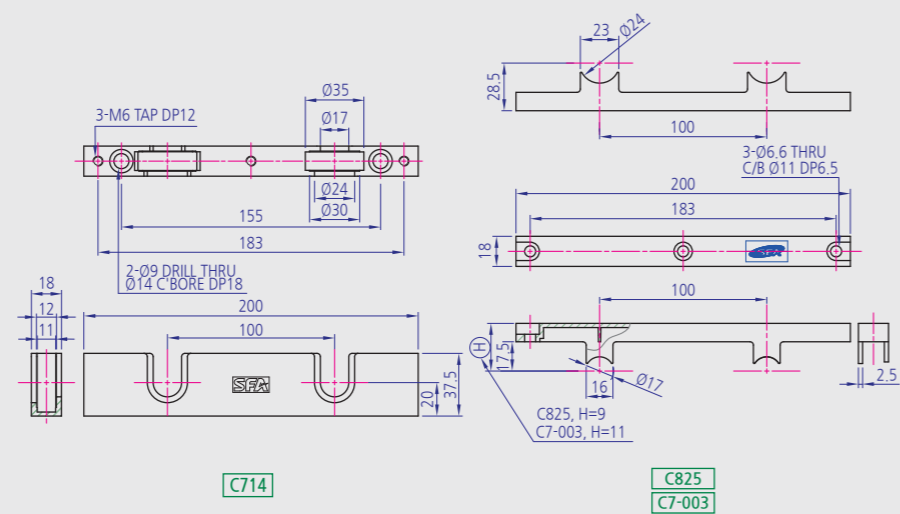 Ø35
Ø17
3-M6 TAP DP12
Ø24
Ø30
155
183
2-Ø9 DRILL THRU
Ø14 C'BORE DP18
18
12
11
200
100
SFA
20
37.5
C714
23
Ø24
28.5
100
3-Ø6.6 THRU
C/B Ø11 DP6.5
200
183
18
SFA
100
H
17.5
16
Ø17
2.5
C825, H=9
C7-003, H=11
C825
C7-003